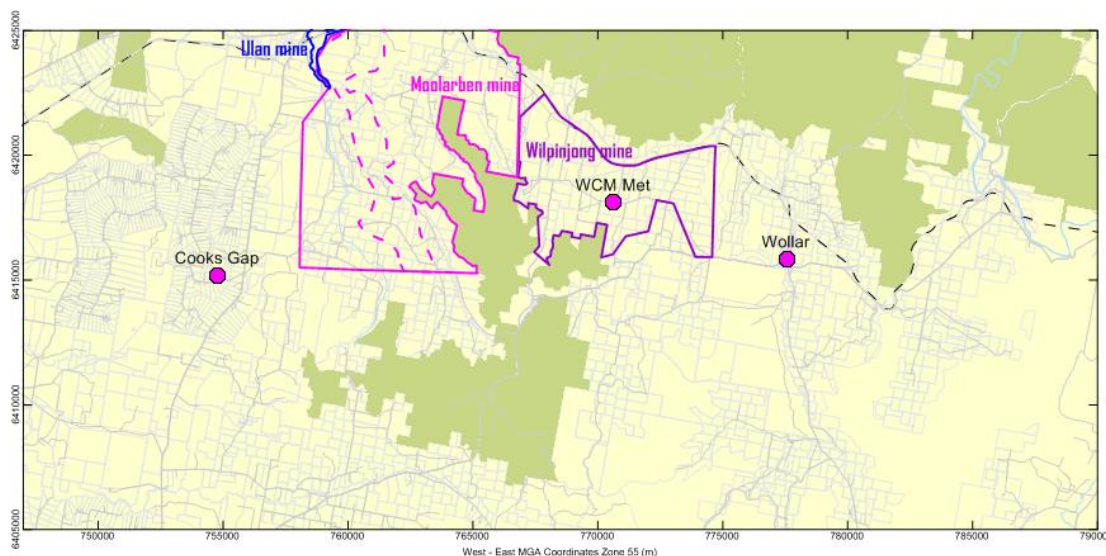 6425000
Ulan mine
Moolarben mine
Wilpinjong mine
6420000
WCM Met
Cooks Gap
Wollar
6415000
6410000
6405000
750000 755000 760000 765000 770000 775000 780000 785000 79000
West - East MGA Coordinates Zone 55 (m)